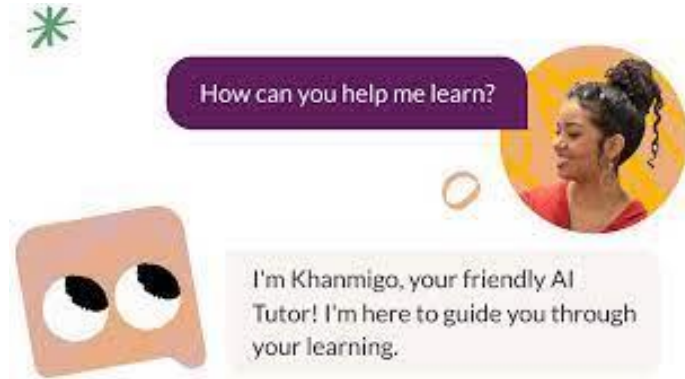 How can you help me learn?
I'm Khanmigo, your friendly AI
Tutor! I'm here to guide you through
your learning.